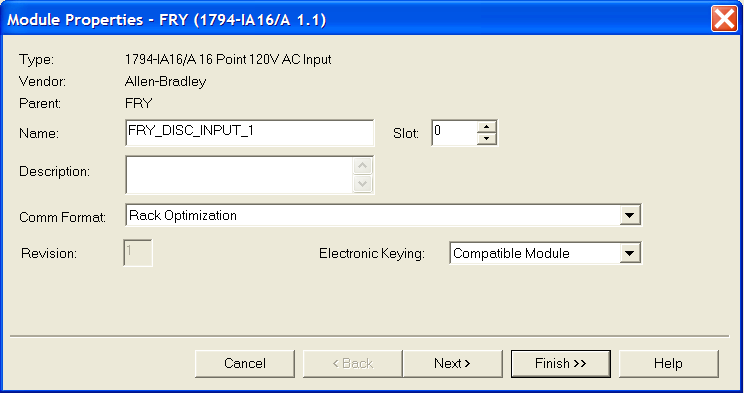 Module Properties - FRY (1794-IA16/A 1.1)
Type: 1794-IA16/A 16 Point 120V AC Input
Vendor: Allen-Bradley
Parent: FRY
Name: FRY_DISC_INPUT_1 Slot: 0
Description:
Comm Format: Rack Optimization
Revision: 1 Electronic Keying: Compatible Module
Cancel < Back Next > Finish >> Help